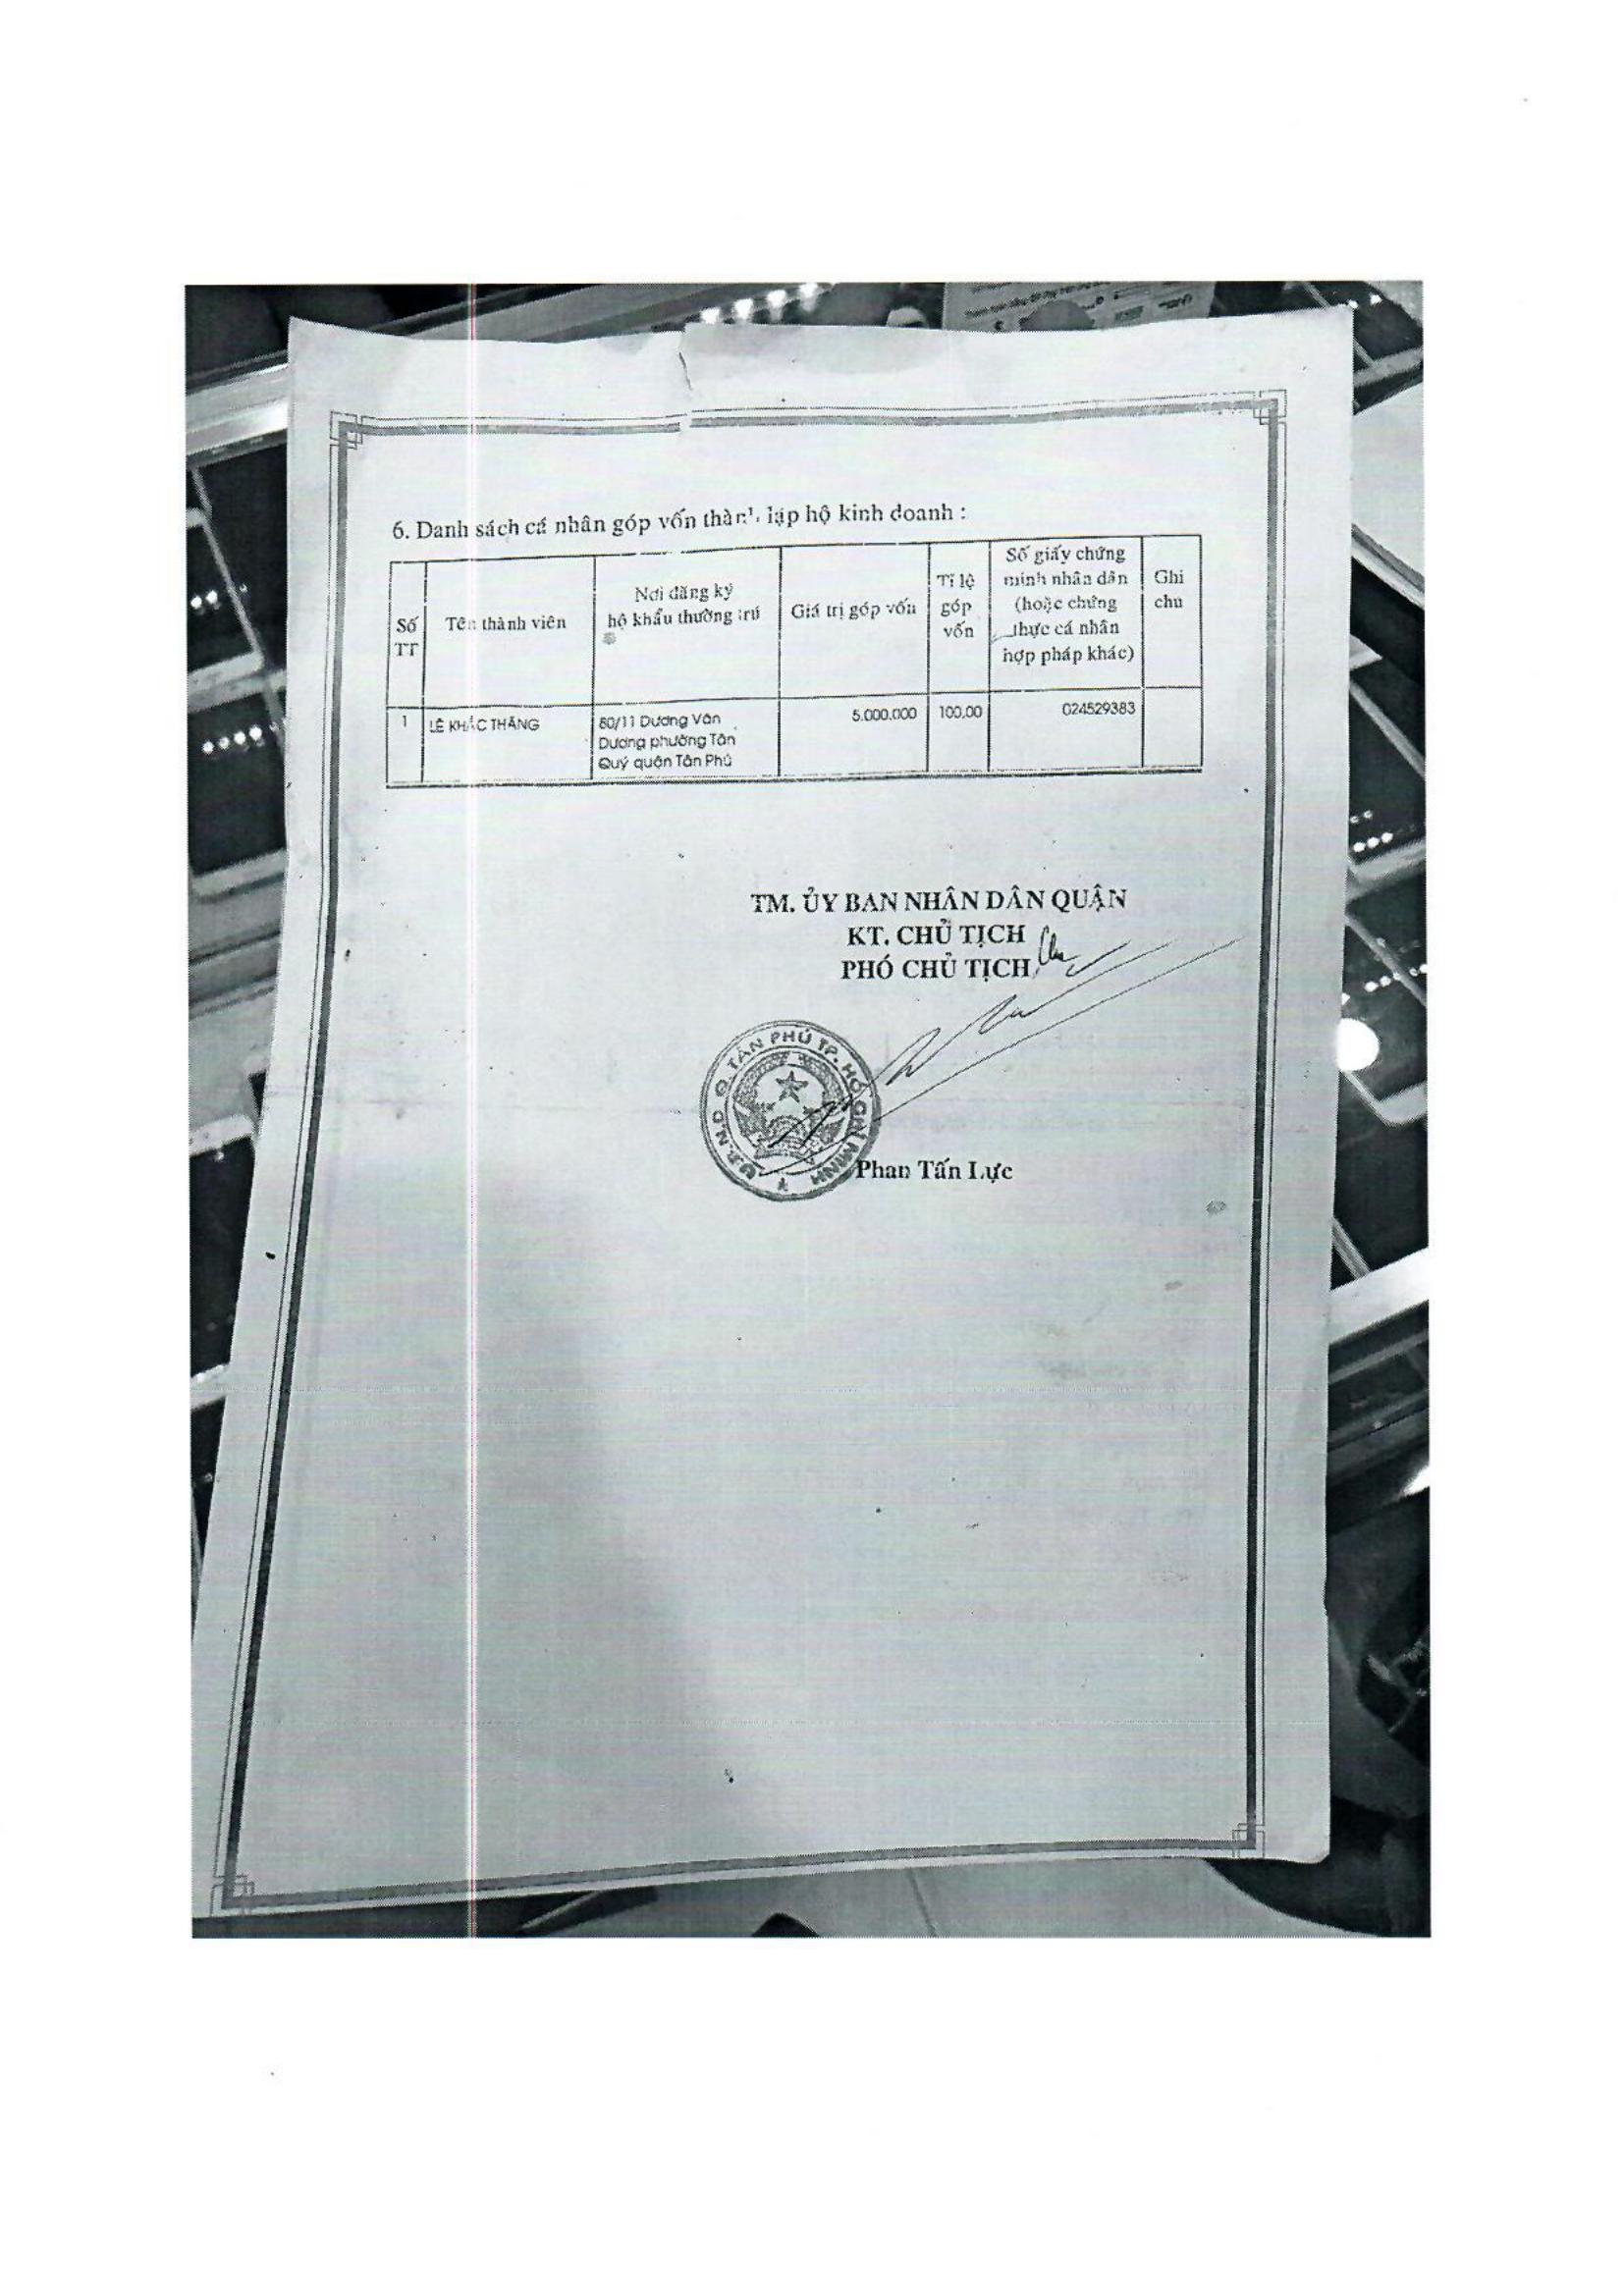 6. Danh sách cá nhân góp vốn thành lập hộ kinh doanh :
Số TT
Tên thành viên
Nơi đăng ký
hộ khẩu thường trú
Giá trị góp vốn
Tỉ lệ
góp
vốn
Số giấy chứng
minh nhân dân
(hoặc chứng
thực cá nhân
hợp pháp khác)
Ghi
chu
1
LÊ KHẮC THĂNG
80/11 Dương Văn
Dương phường Tân
Quý quận Tân Phú
5.000.000
100,00
024529383
TM. ỦY BAN NHÂN DÂN QUẬN
KT. CHỦ TỊCH
PHÓ CHỦ TỊCH
U.B.N.D Q. TÂN PHÚ TP. HỒ CHÍ MINH
Phan Tấn Lực